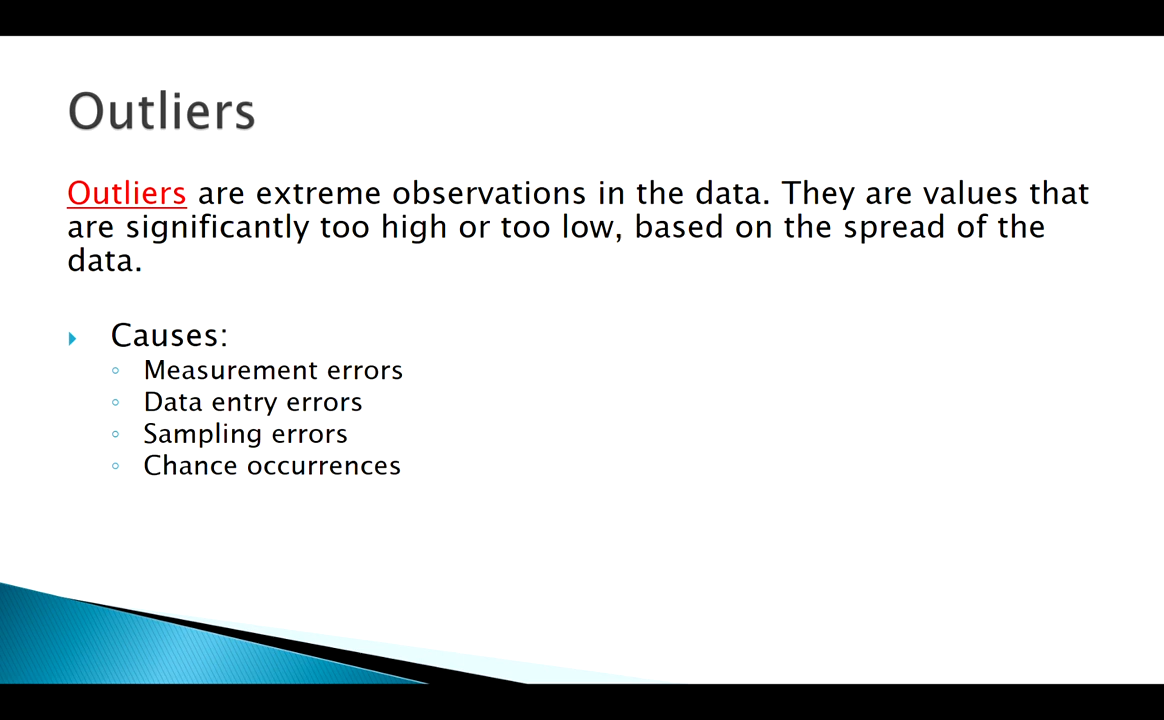 Outliers
Outliers are extreme observations in the data. They are values that
are significantly too high or too low, based on the spread of the
data.
Causes:
Measurement errors
Data entry errors
Sampling errors
Chance occurrences